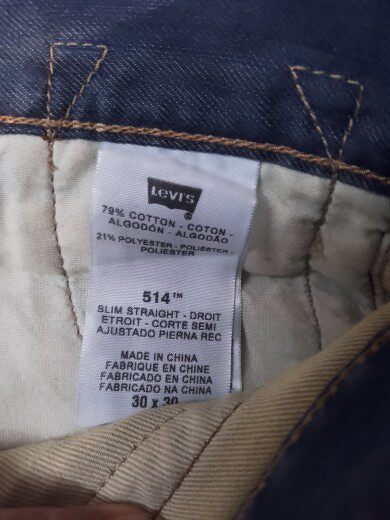 Levi's
®
79% COTTON - COTON -
ALGODÓN - ALGODÃO
21% POLYESTER - POLIÉSTER -
POLIESTER
514™
SLIM STRAIGHT - DROIT
ETROIT - CORTE SEMI
AJUSTADO PIERNA REC
MADE IN CHINA
FABRIQUE EN CHINE
FABRICADO EN CHINA
FABRICADO NA CHINA
30 x 30